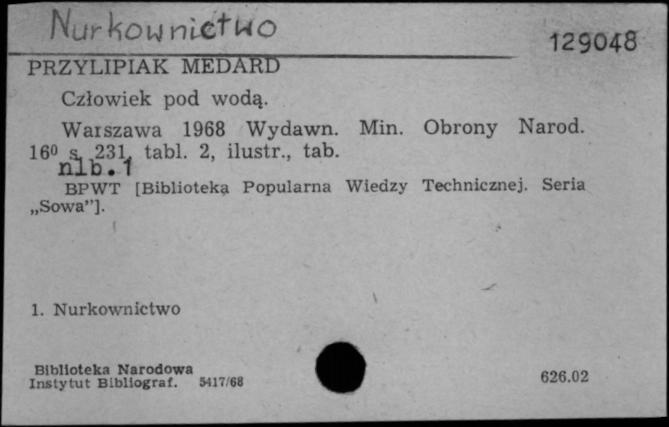 Nurkownictwo
129048
PRZYLIPIAK MEDARD
Człowiek pod wodą.
Warszawa 1968 Wydawn. Min. Obrony Narod.
16⁰ s. 231, tabl. 2, ilustr., tab.
nlb. 1
BPWT [Biblioteka Popularna Wiedzy Technicznej. Seria
„Sowa”].
1. Nurkownictwo
Biblioteka Narodowa
Instytut Bibliograf. 5417/68
626.02